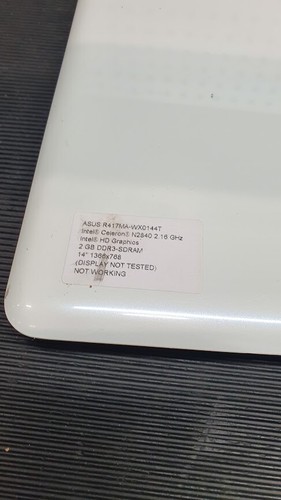 ASUS R417MA-WX0144T
Intel® Celeron® N2840 2.16 GHz
Intel® HD Graphics
2 GB DDR3-SDRAM
14" 1366x768
(DISPLAY NOT TESTED)
NOT WORKING